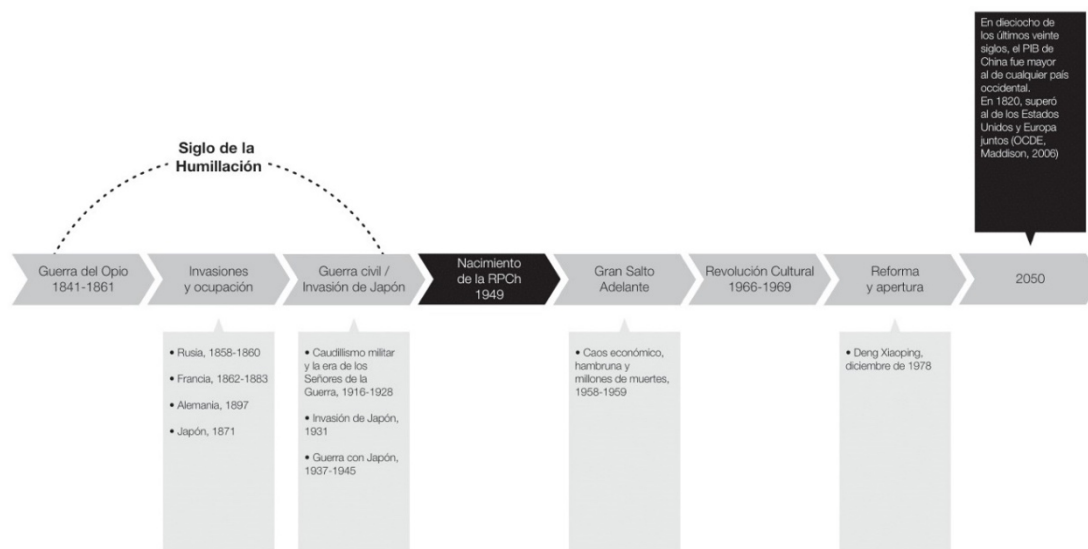 En dieciocho de
los últimos veinte
siglos, el PIB de
China fue mayor
al de cualquier país
occidental.
En 1820, superó
al de los Estados
Unidos y Europa
juntos (OCDE,
Maddison, 2006)
Siglo de la
Humillación
Guerra del Opio
1841-1861
Invasiones
y ocupación
Guerra civil /
Invasión de Japón
Nacimiento
de la RPCh
1949
Gran Salto
Adelante
Revolución Cultural
1966-1969
Reforma
y apertura
2050
• Rusia, 1858-1860
• Francia, 1862-1883
• Alemania, 1897
• Japón, 1871
• Caudillismo militar
y la era de los
Señores de la
Guerra, 1916-1928
• Invasión de Japón,
1931
• Guerra con Japón,
1937-1945
• Caos económico,
hambruna y
millones de muertes,
1958-1959
• Deng Xiaoping,
diciembre de 1978